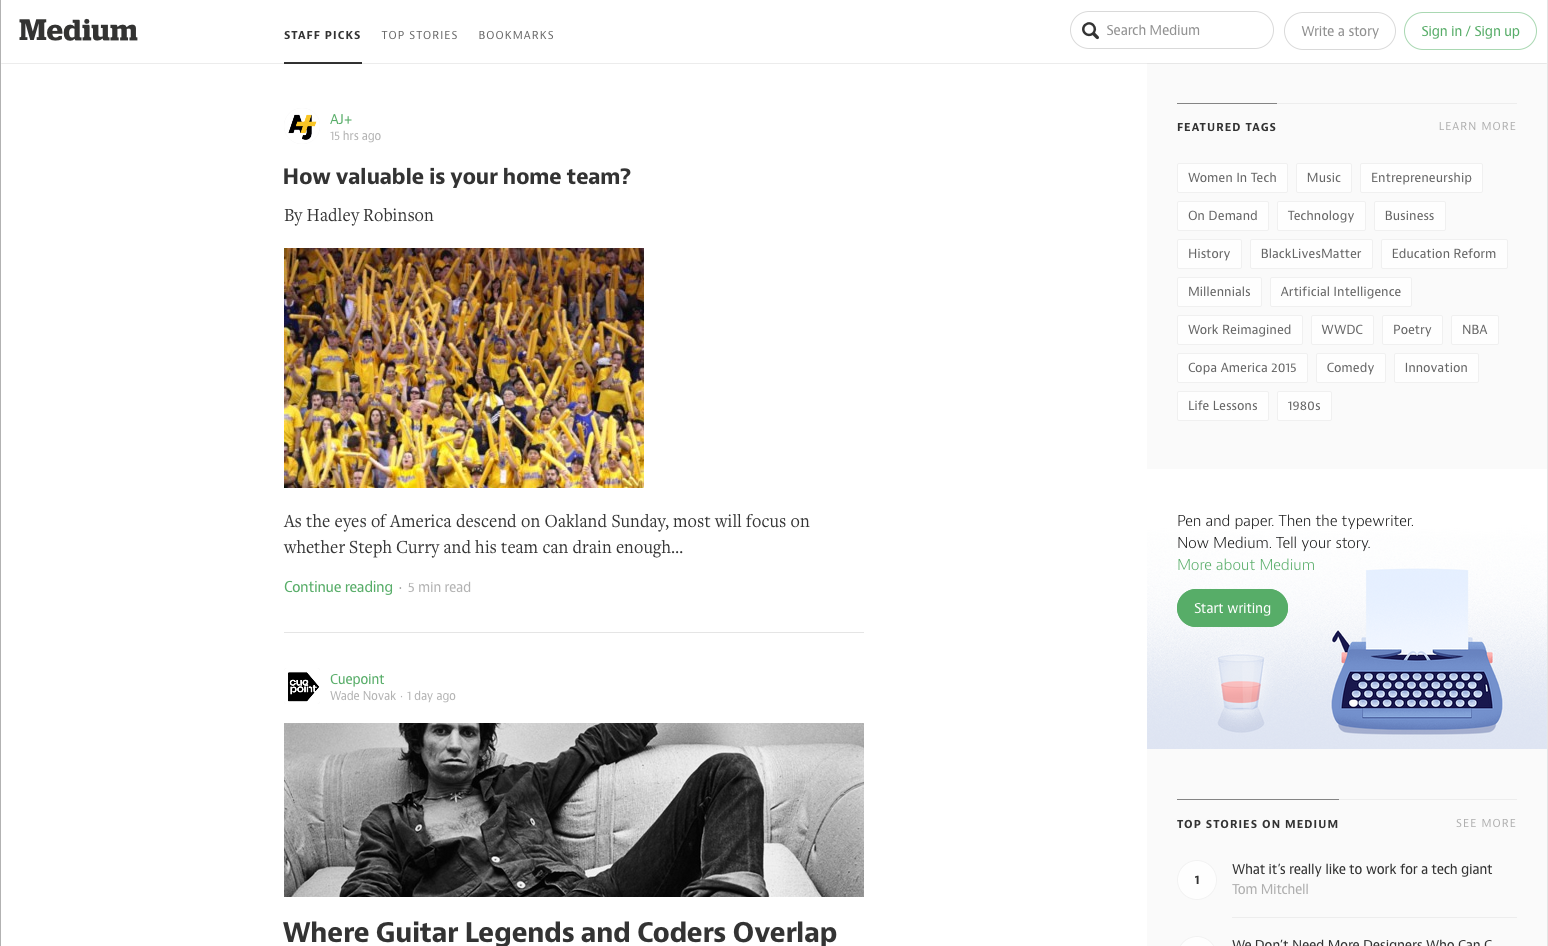 Medium
STAFF PICKS
TOP STORIES
BOOKMARKS
Search Medium
Write a story
Sign in / Sign up
AJ+
15 hrs ago
How valuable is your home team?
By Hadley Robinson
As the eyes of America descend on Oakland Sunday, most will focus on
whether Steph Curry and his team can drain enough...
Continue reading · 5 min read
cue
point
Cuepoint
Wade Novak · 1 day ago
Where Guitar Legends and Coders Overlap
FEATURED TAGS
LEARN MORE
Women In Tech
Music
Entrepreneurship
On Demand
Technology
Business
History
BlackLivesMatter
Education Reform
Millennials
Artificial Intelligence
Work Reimagined
WWDC
Poetry
NBA
Copa America 2015
Comedy
Innovation
Life Lessons
1980s
Pen and paper. Then the typewriter.
Now Medium. Tell your story.
More about Medium
Start writing
TOP STORIES ON MEDIUM
SEE MORE
1
What it's really like to work for a tech giant
Tom Mitchell
We Don't Need More Designers Who Can C